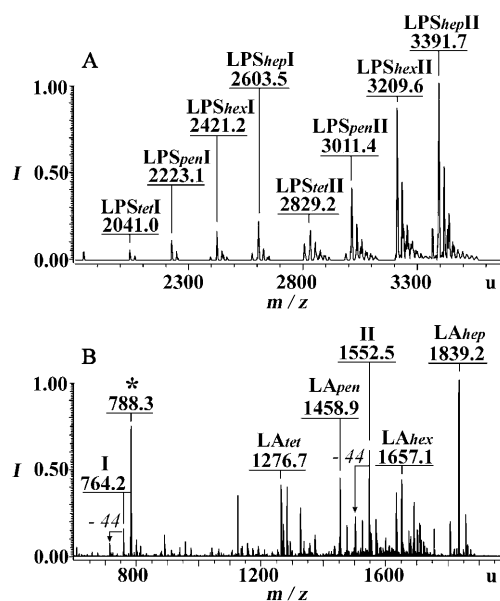 A
LPShepII
3391.7
LPShepI
2603.5
LPShexII
3209.6
1.00
LPShexI
2421.2
LPSpenII
3011.4
LPSpenI
2223.1
I
0.50
LPStetII
2829.2
LPStetI
2041.0
0.00
2300
2800
3300
u
m / z
B
II
1552.5
LAhep
1839.2
1.00
*
788.3
LApen
1458.9
LAtet
1276.7
- 44
LAhex
1657.1
I
764.2
I
0.50
- 44
0.00
800
1200
1600
u
m / z